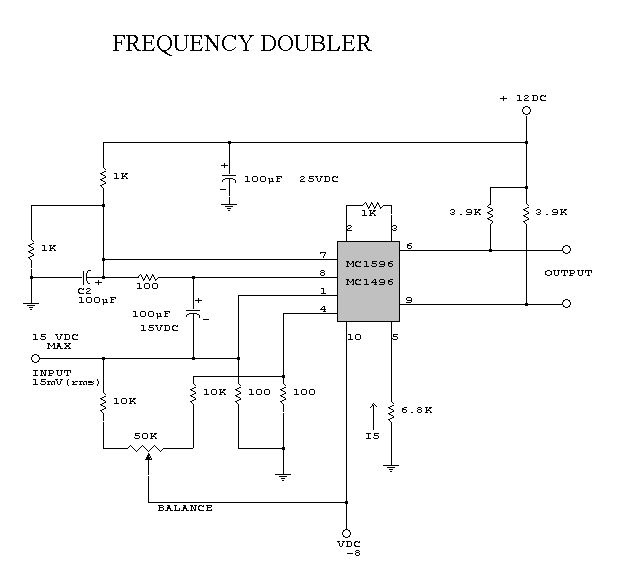 FREQUENCY DOUBLER
+ 12DC
+
1K
100µF 25VDC
-
1K
2
3
3.9K
3.9K
1K
7
MC1596
6
8
MC1496
OUTPUT
C2
+
100
1
100µF
+
100µF
15VDC
-
4
9
15 VDC
MAX
10
5
INPUT
15mV(rms)
10K
10K
100
100
6.8K
50K
I5
BALANCE
VDC
-8